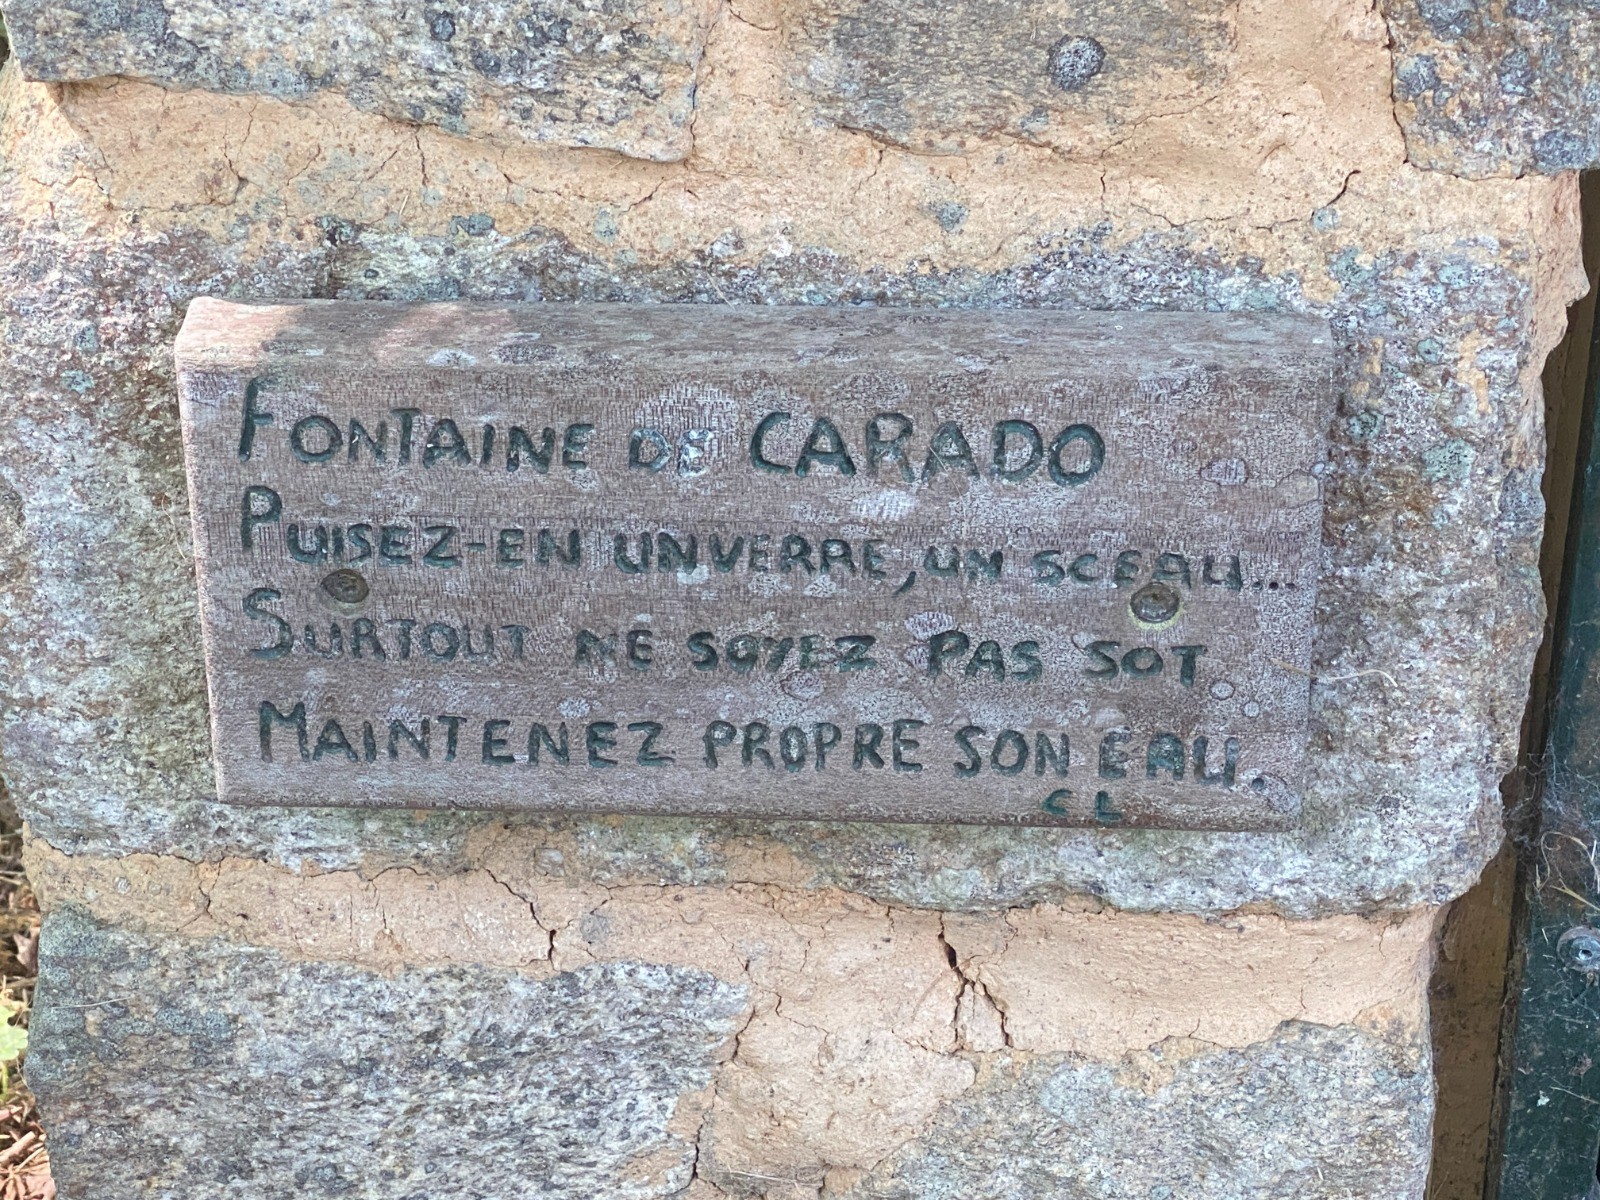 FONTAINE DE CARADO
PUISEZ-EN UN VERRE, UN SCEAU...
SURTOUT NE SOYEZ PAS SOT
MAINTENEZ PROPRE SON EAU.
CL